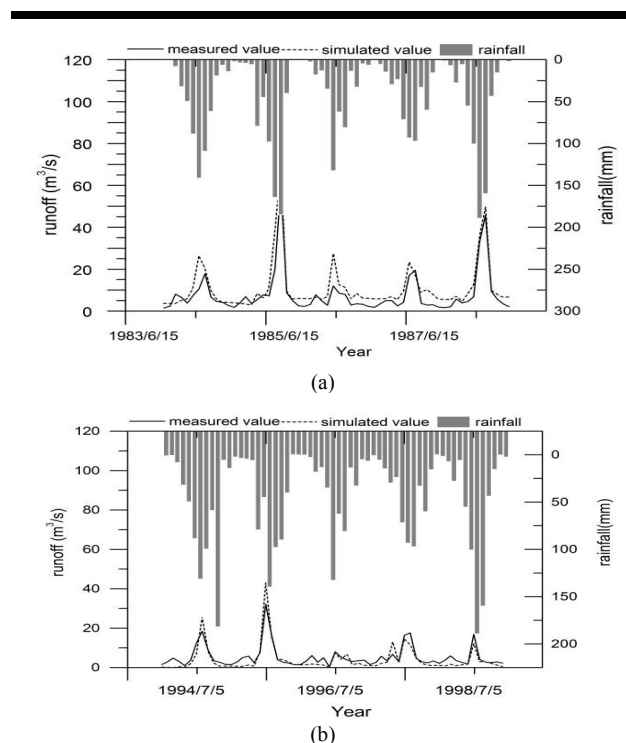 measured value simulated value rainfall
120 0
100 50
80 100
60 150
40 200
20 250
0 300
runoff (m³/s)
rainfall(mm)
1983/6/15 1985/6/15 1987/6/15
Year
(a)
measured value simulated value rainfall
120
100 0
80 50
60 100
40 150
20 200
0
runoff (m³/s)
rainfall(mm)
1994/7/5 1996/7/5 1998/7/5
Year
(b)